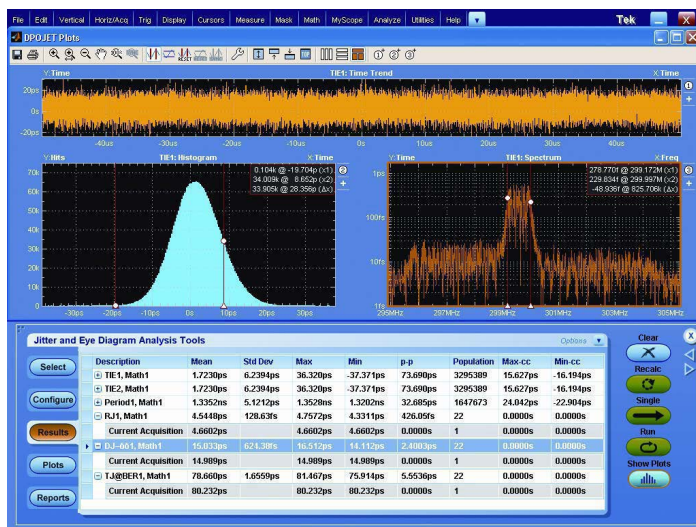 File Edit Vertical Horiz/Acq Trig Display Cursors Measure Mask Math MyScope Analyze Utilities Help Tek
DPOJET Plots
RESET
Y:Time TIE1: Time Trend X:Time
20ps
0s
-20ps
-40us -30us -20us -10us 0s 10us 20us 30us 40us
Y:Hits TIE1: Histogram X:Time
0.104k @ -19.704p (x1)
34.009k @ 8.652p (x2)
33.905k @ 28.356p (Δx)
70k
60k
50k
40k
30k
20k
10k
0
-30ps -20ps -10ps 0s 10ps 20ps 30ps
Y:Time TIE1: Spectrum X:Freq
278.770f @ 299.172M (x1)
229.834f @ 299.997M (x2)
-48.936f @ 825.706k (Δx)
1ps
100fs
10fs
1fs
295MHz 297MHz 299MHz 301MHz 303MHz 305MHz
Jitter and Eye Diagram Analysis Tools Options
Select
Configure
Results
Plots
Reports
Description Mean Std Dev Max Min p-p Population Max-cc Min-cc
TIE1, Math1 1.7230ps 6.2394ps 36.320ps -37.371ps 73.690ps 3295389 15.627ps -16.194ps
TIE2, Math1 1.7230ps 6.2394ps 36.320ps -37.371ps 73.690ps 3295389 15.627ps -16.194ps
Period1, Math1 1.3352ns 5.1212ps 1.3528ns 1.3202ns 32.685ps 1647673 24.042ps -22.904ps
RJ1, Math1 4.5448ps 128.63fs 4.7572ps 4.3311ps 426.05fs 22 0.0000s 0.0000s
Current Acquisition 4.6602ps 4.6602ps 4.6602ps 0.0000s 1 0.0000s 0.0000s
15.033ps 624.30fs 16.512ps 14.112ps 2.4003ps 22 0.0000s 0.0000s
Current Acquisition 14.989ps 14.989ps 14.989ps 0.0000s 1 0.0000s 0.0000s
TJ@BER1, Math1 78.660ps 1.6559ps 81.467ps 75.914ps 5.5536ps 22 0.0000s 0.0000s
Current Acquisition 80.232ps 80.232ps 80.232ps 0.0000s 1 0.0000s 0.0000s
Clear
Recalc
Single
Run
Show Plots